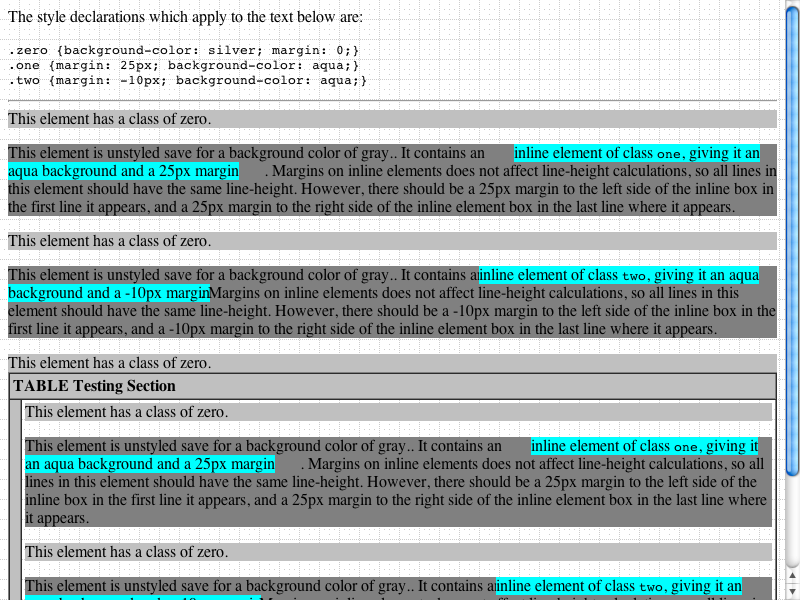 The style declarations which apply to the text below are:
.zero {background-color: silver; margin: 0;}
.one {margin: 25px; background-color: aqua;}
.two {margin: -10px; background-color: aqua;}
This element has a class of zero.
This element is unstyled save for a background color of gray.. It contains an inline element of class one, giving it an
aqua background and a 25px margin. Margins on inline elements does not affect line-height calculations, so all lines in
this element should have the same line-height. However, there should be a 25px margin to the left side of the inline box in
the first line it appears, and a 25px margin to the right side of the inline element box in the last line where it appears.
This element has a class of zero.
This element is unstyled save for a background color of gray.. It contains a inline element of class two, giving it an aqua
background and a -10px margin Margins on inline elements does not affect line-height calculations, so all lines in this
element should have the same line-height. However, there should be a -10px margin to the left side of the inline box in the
first line it appears, and a -10px margin to the right side of the inline element box in the last line where it appears.
This element has a class of zero.
TABLE Testing Section
This element has a class of zero.
This element is unstyled save for a background color of gray.. It contains an inline element of class one, giving it
an aqua background and a 25px margin. Margins on inline elements does not affect line-height calculations, so all
lines in this element should have the same line-height. However, there should be a 25px margin to the left side of the
inline box in the first line it appears, and a 25px margin to the right side of the inline element box in the last line where
it appears.
This element has a class of zero.
This element is unstyled save for a background color of gray.. It contains a inline element of class two, giving it an